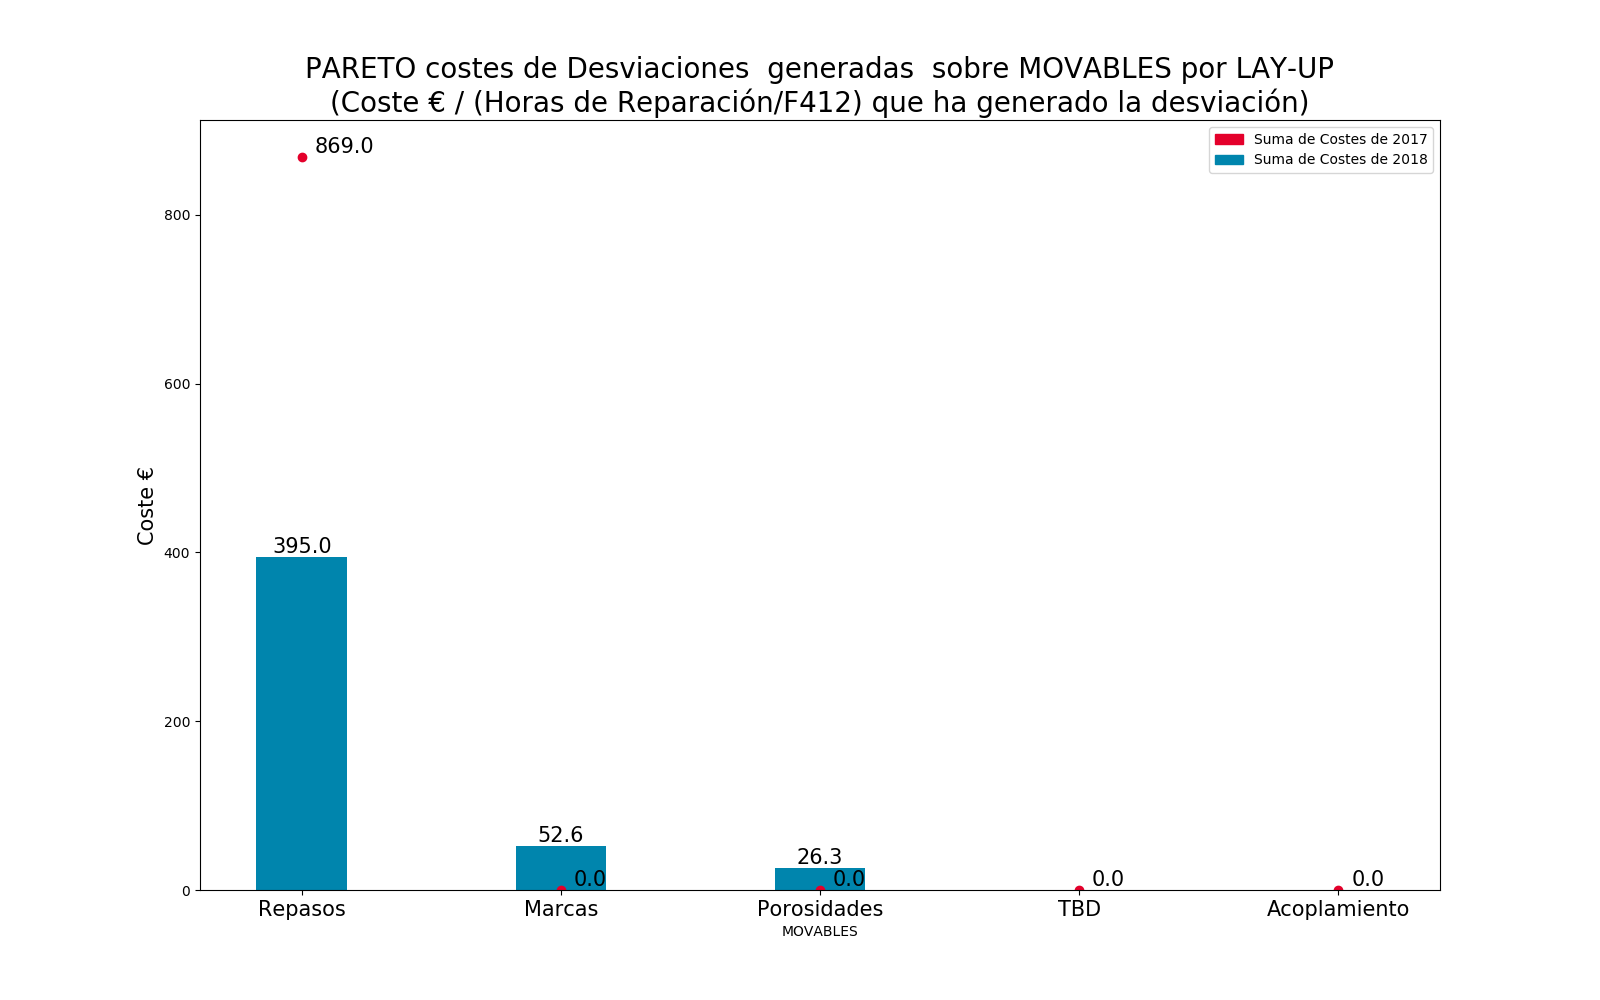 PARETO costes de Desviaciones  generadas  sobre MOVABLES por LAY-UP
(Coste € / (Horas de Reparación/F412) que ha generado la desviación)
869.0
Suma de Costes de 2017
Suma de Costes de 2018
800
600
Coste €
395.0
400
200
52.6
26.3
0.0
0.0
0.0
0.0
0
Repasos
Marcas
Porosidades
TBD
Acoplamiento
MOVABLES